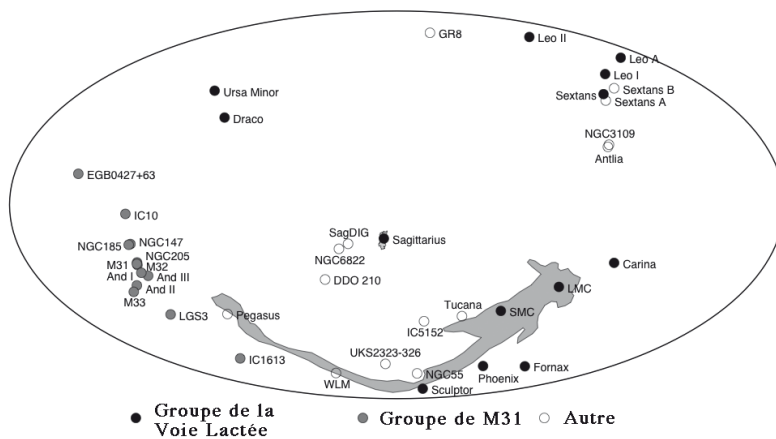 GR8
Leo II
Leo A
Leo I
Sextans B
Sextans
Sextans A
Ursa Minor
Draco
NGC3109
Antlia
EGB0427+63
IC10
SagDIG
Sagittarius
NGC185
NGC147
NGC6822
NGC205
M31
M32
And I
And III
And II
M33
DDO 210
Carina
LMC
LGS3
Pegasus
Tucana
SMC
IC5152
IC1613
UKS2323-326
WLM
NGC55
Phoenix
Fornax
Sculptor
Groupe de la
Voie Lactée
Groupe de M31
Autre